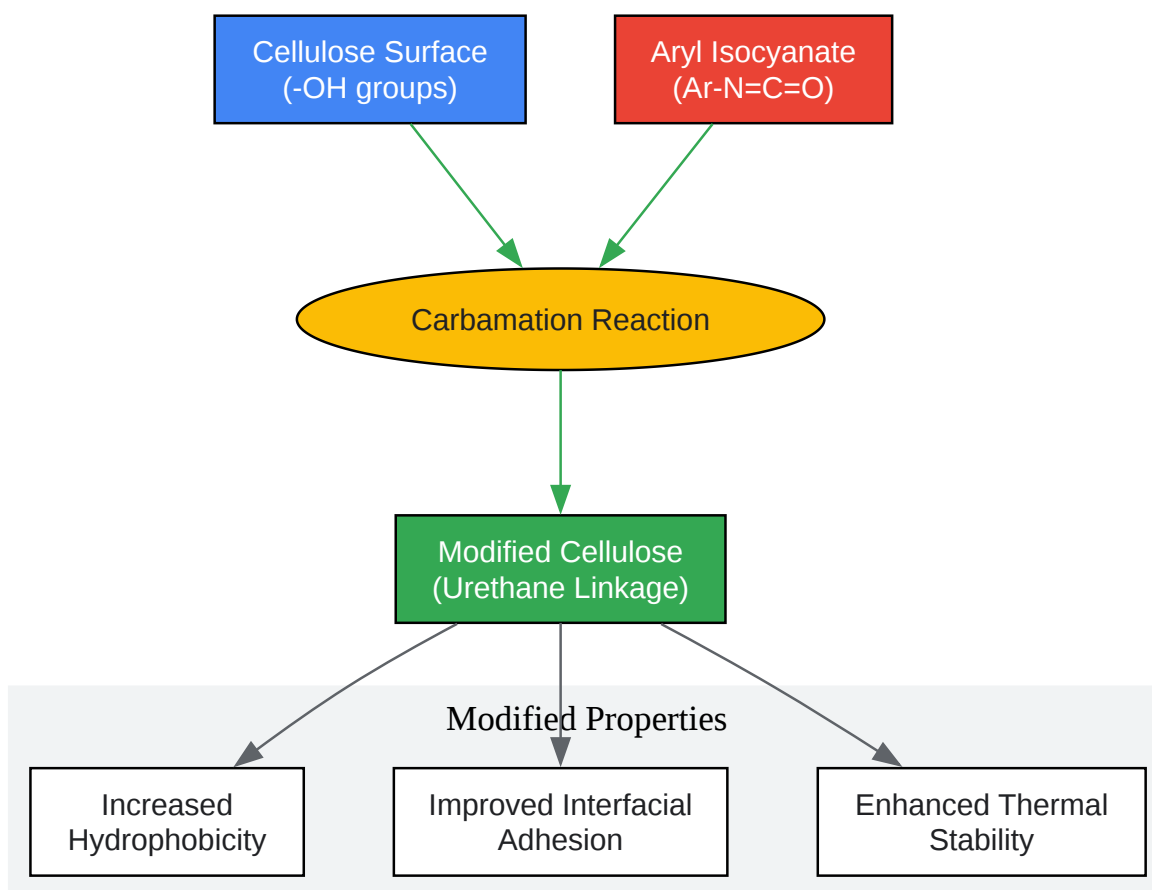 Cellulose Surface
(-OH groups)
Aryl Isocyanate
(Ar-N=C=O)
Carbamation Reaction
Modified Cellulose
(Urethane Linkage)
Modified Properties
Increased
Hydrophobicity
Improved Interfacial
Adhesion
Enhanced Thermal
Stability